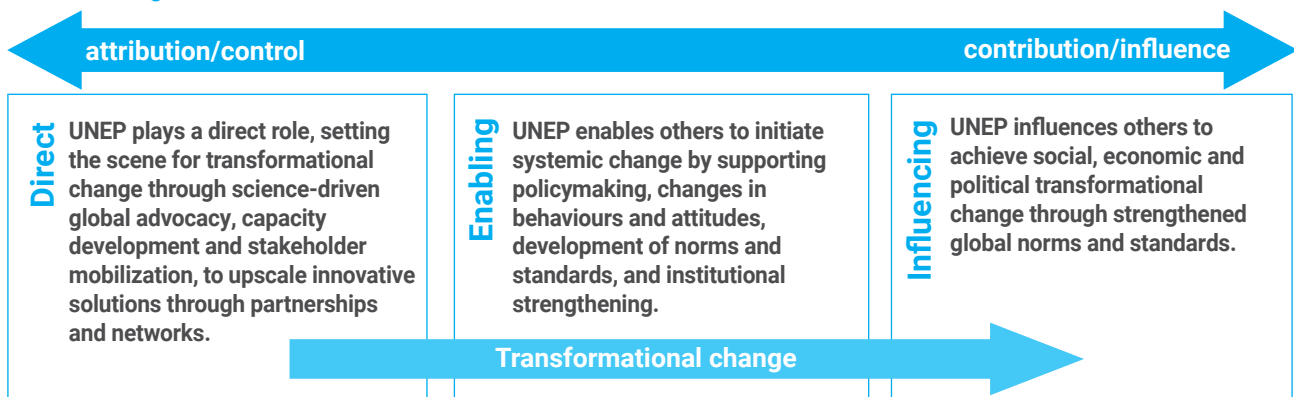 attribution/control
contribution/influence
Direct
UNEP plays a direct role, setting
the scene for transformational
change through science-driven
global advocacy, capacity
development and stakeholder
mobilization, to upscale innovative
solutions through partnerships
and networks.
Enabling
UNEP enables others to initiate
systemic change by supporting
policymaking, changes in
behaviours and attitudes,
development of norms and
standards, and institutional
strengthening.
Influencing
UNEP influences others to
achieve social, economic and
political transformational
change through strengthened
global norms and standards.
Transformational change